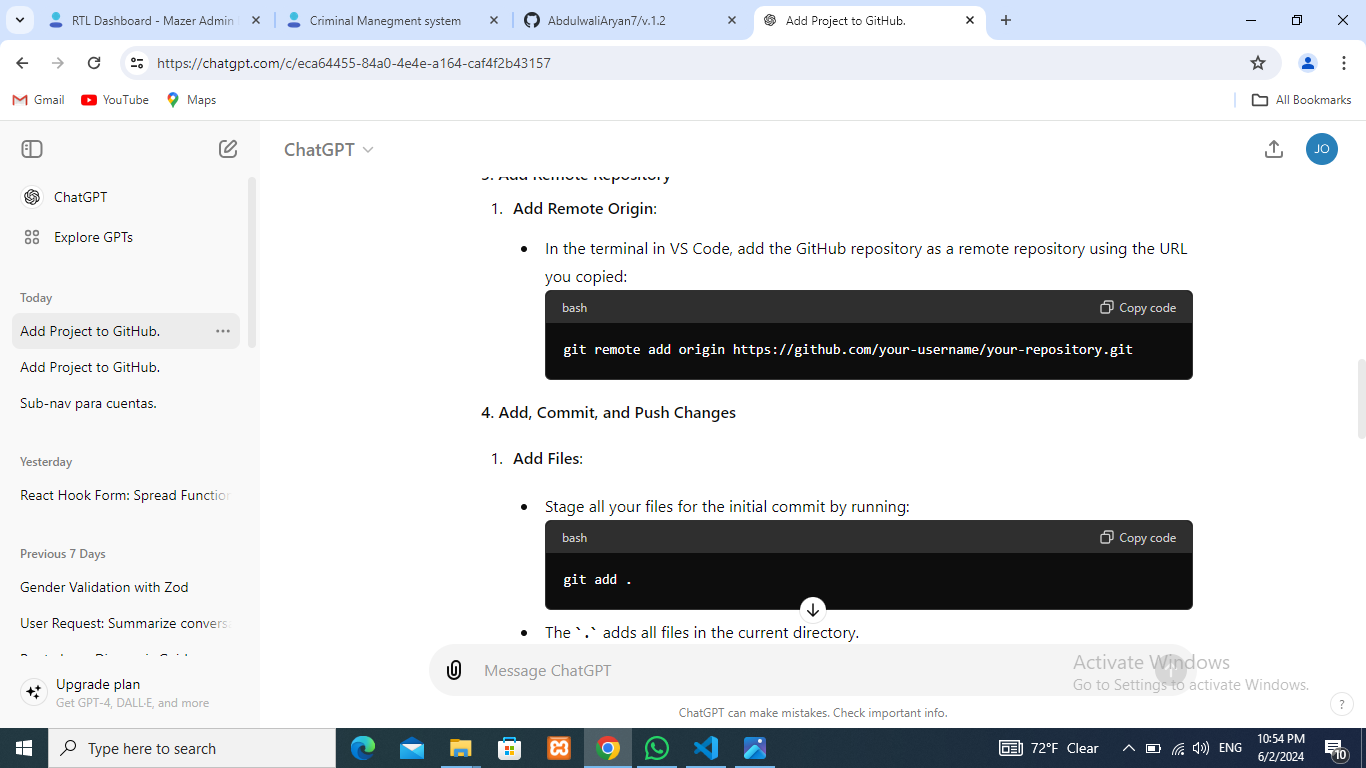 RTL Dashboard - Mazer Admin
Criminal Manegment system
AbdulwaliAryan7/v.1.2
Add Project to GitHub.
https://chatgpt.com/c/eca64455-84a0-4e4e-a164-caf4f2b43157
Gmail
YouTube
Maps
All Bookmarks
ChatGPT
Explore GPTs
Today
Add Project to GitHub.
Add Project to GitHub.
Sub-nav para cuentas.
Yesterday
React Hook Form: Spread Function
Previous 7 Days
Gender Validation with Zod
User Request: Summarize convers
Upgrade plan
Get GPT-4, DALL·E, and more
ChatGPT
JO
3. Add Remote Repository
1. Add Remote Origin:
• In the terminal in VS Code, add the GitHub repository as a remote repository using the URL
you copied:
bash
Copy code
git remote add origin https://github.com/your-username/your-repository.git
4. Add, Commit, and Push Changes
1. Add Files:
• Stage all your files for the initial commit by running:
bash
Copy code
git add .
• The `.` adds all files in the current directory.
Message ChatGPT
Activate Windows
Go to Settings to activate Windows.
ChatGPT can make mistakes. Check important info.
?
Type here to search
72°F Clear
ENG
10:54 PM
6/2/2024
10